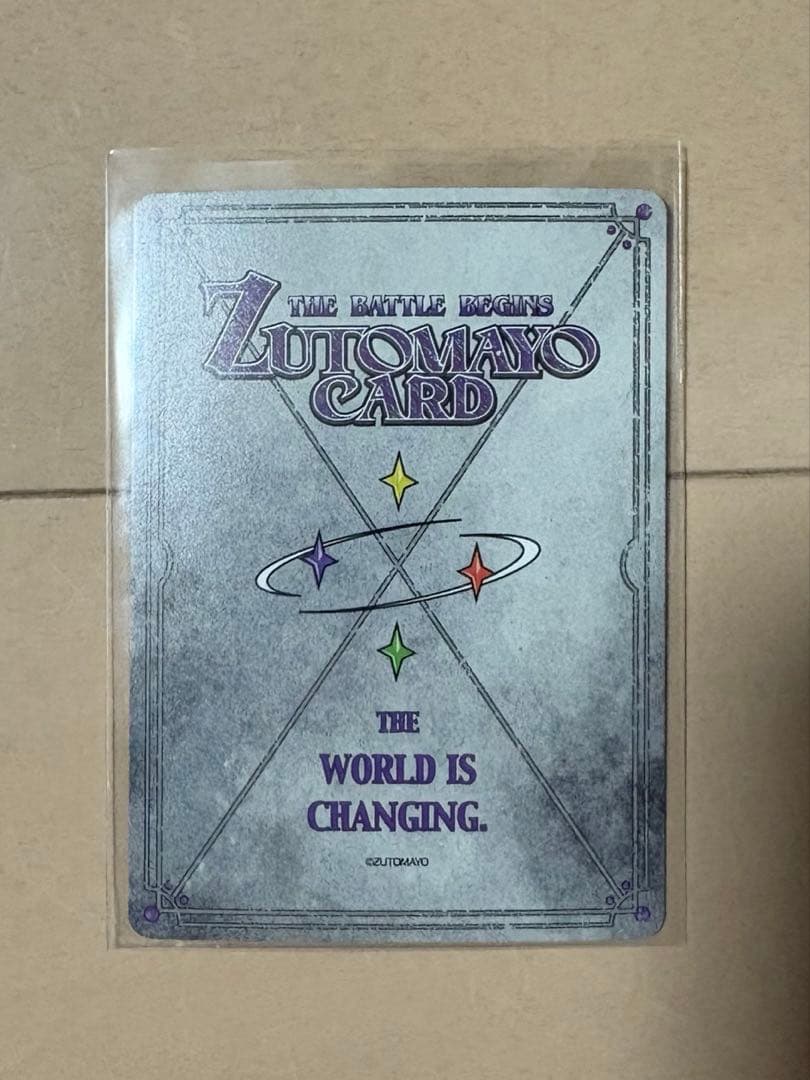 THE BATTLE BEGINS
ZUTOMAYO
CARD
THE
WORLD IS
CHANGING.
©ZUTOMAYO